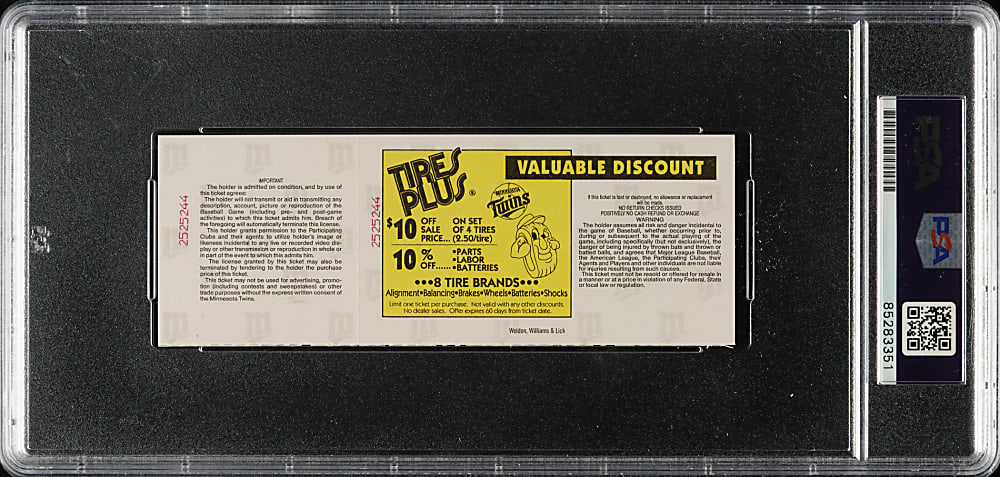 IMPORTANT
The holder is admitted on condition, and by use of
this ticket agrees:
The holder will not transmit or aid in transmitting any
description, account, picture or reproduction of the
Baseball Game (including pre- and post-game
activities) to which this ticket admits him. Breach of
the foregoing will automatically terminate this license.
This holder grants permission to the Participating
Clubs and their agents to utilize holder's image or
likeness incidental to any live or recorded video dis-
play or other transmission or reproduction in whole or
in part of the event to which this admits him.
The license granted by this ticket may also be
terminated by tendering to the holder the purchase
price of this ticket.
This ticket may not be used for advertising, promo-
tion (including contests and sweepstakes) or other
trade purposes without the express written consent of
the Minnesota Twins.
2525244
2525244
TIRES
PLUS®
VALUABLE DISCOUNT
MINNESOTA
Twins
$10 OFF SALE PRICE... ON SET OF 4 TIRES (2.50/tire)
10% OFF...... •PARTS •LABOR •BATTERIES
•••8 TIRE BRANDS•••
Alignment•Balancing•Brakes•Wheels•Batteries•Shocks
Limit one ticket per purchase. Not valid with any other discounts.
No dealer sales. Offer expires 60 days from ticket date.
If this ticket is lost or destroyed, no allowance or replacement
will be made.
NO RETURN CHECKS ISSUED
POSITIVELY NO CASH REFUND OR EXCHANGE
WARNING
The holder assumes all risk and danger incidental to
the game of Baseball, whether occurring prior to,
during or subsequent to the actual playing of the
game, including specifically (but not exclusively), the
danger of being injured by thrown bats and thrown or
batted balls, and agrees that Major League Baseball,
the American League, the Participating Clubs, their
Agents and Players and other individuals are not liable
for injuries resulting from such causes.
This ticket must not be resold or offered for resale in
a manner or at a price in violation of any Federal, State
or local law or regulation.
Weldon, Williams & Lick
PSA
PSA
85283351